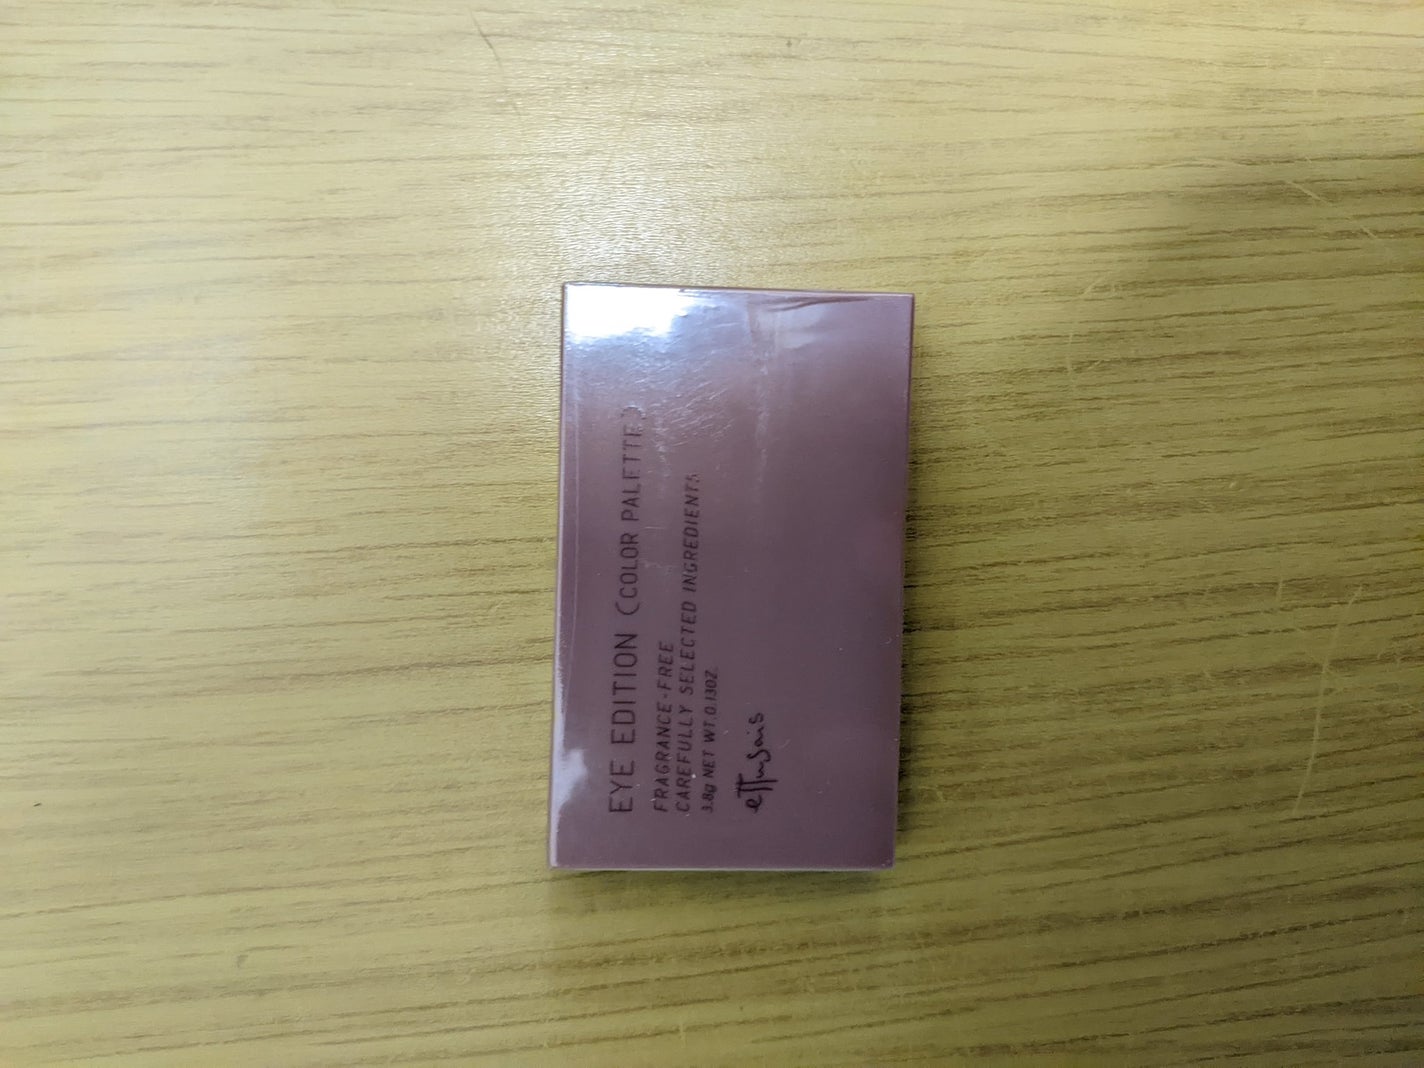 EYE EDITION (COLOR PALETTE)
FRAGRANCE-FREE
CAREFULLY SELECTED INGREDIENTS
3.8g NET WT.0.13OZ.
ettusais